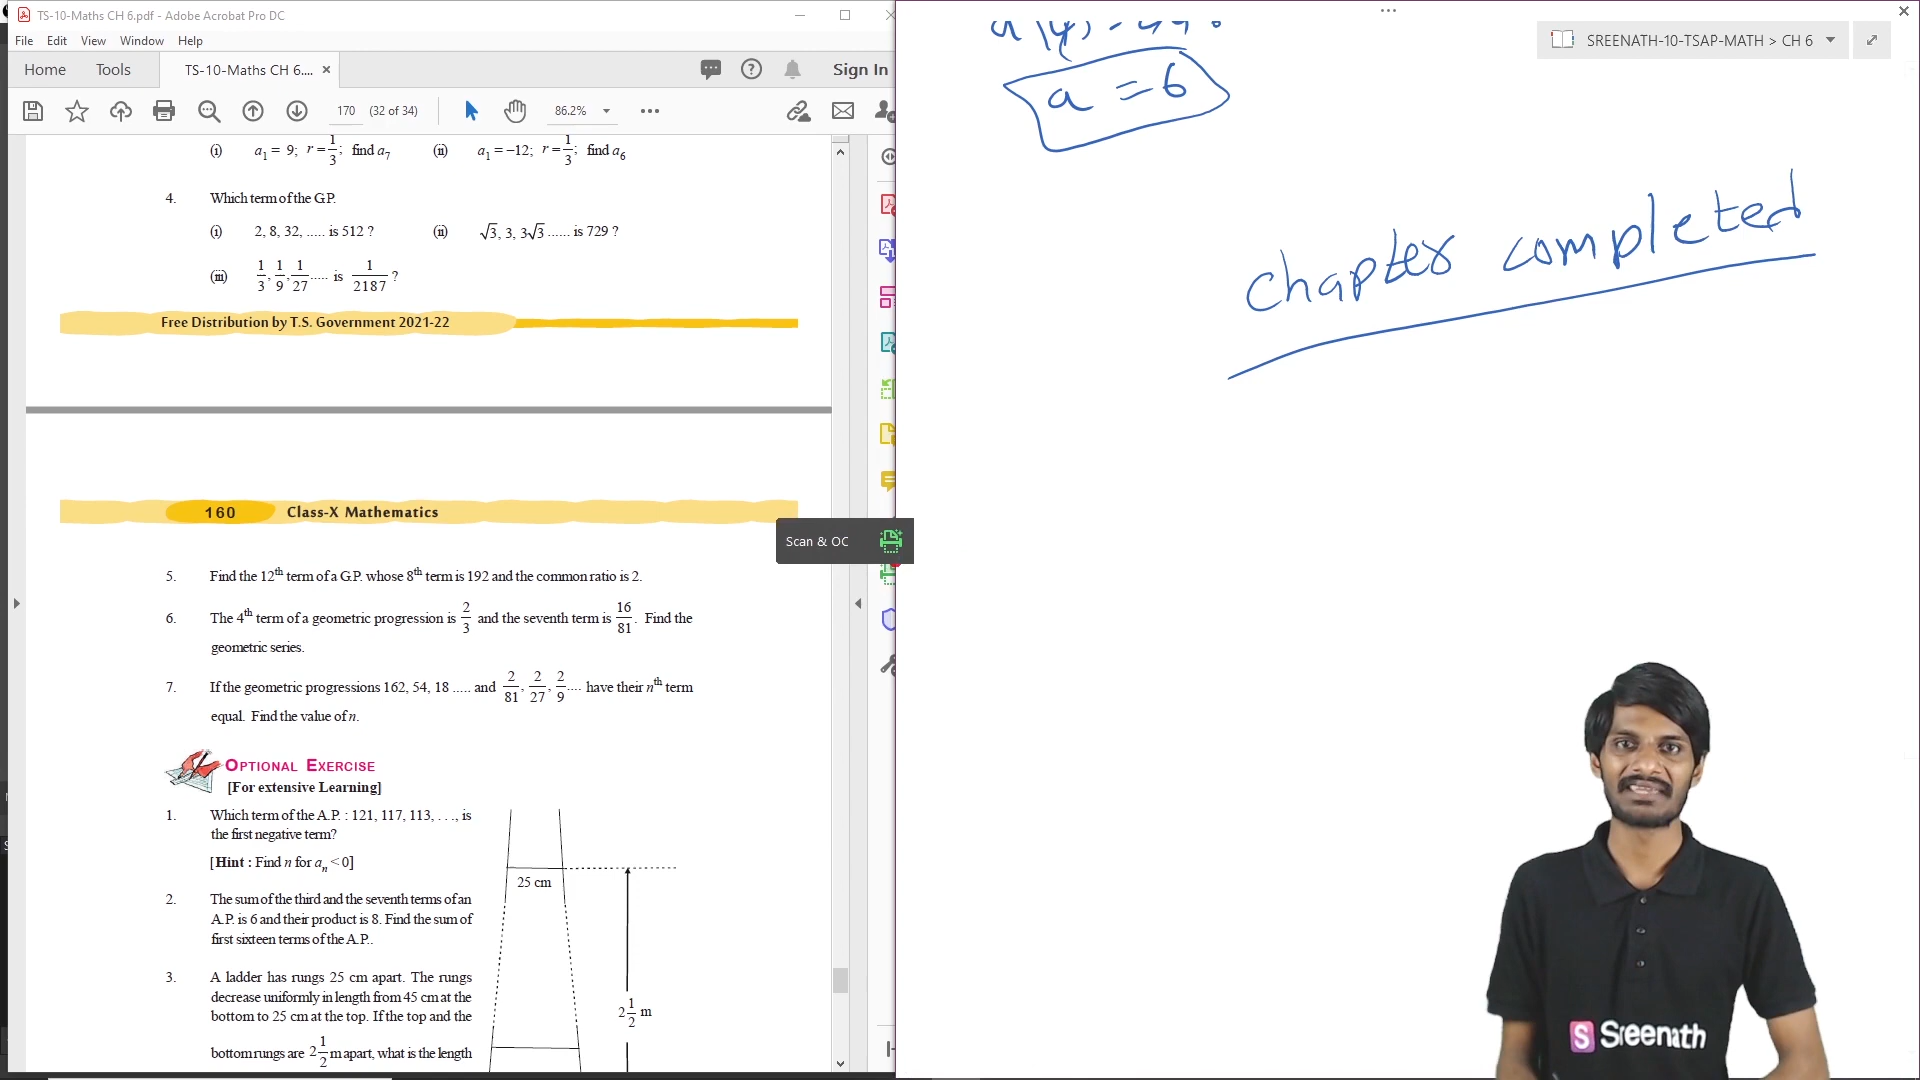 TS-10-Maths CH 6.pdf - Adobe Acrobat Pro DC
File Edit View Window Help
Home Tools TS-10-Maths CH 6.... × Sign In
170 (32 of 34) 86.2%
(i) a₁ = 9; r = 1/3; find a₇ (ii) a₁ = –12; r = 1/3; find a₆
4. Which term of the G.P.
(i) 2, 8, 32, ..... is 512 ? (ii) √3, 3, 3√3 ...... is 729 ?
(iii) 1/3, 1/9, 1/27 ..... is 1/2187 ?
Free Distribution by T.S. Government 2021-22
160 Class-X Mathematics
5. Find the 12th term of a G.P. whose 8th term is 192 and the common ratio is 2.
6. The 4th term of a geometric progression is 2/3 and the seventh term is 16/81. Find the
geometric series.
7. If the geometric progressions 162, 54, 18 ..... and 2/81, 2/27, 2/9 .... have their nth term
equal. Find the value of n.
OPTIONAL EXERCISE
[For extensive Learning]
1. Which term of the A.P. : 121, 117, 113, . . ., is
the first negative term?
[Hint : Find n for aₙ < 0]
2. The sum of the third and the seventh terms of an
A.P. is 6 and their product is 8. Find the sum of
first sixteen terms of the A.P..
3. A ladder has rungs 25 cm apart. The rungs
decrease uniformly in length from 45 cm at the
bottom to 25 cm at the top. If the top and the
bottom rungs are 2 1/2 m apart, what is the length
25 cm
2 1/2 m
Scan & OC
SREENATH-10-TSAP-MATH > CH 6
a = 6
chapter completed
S Sreenath